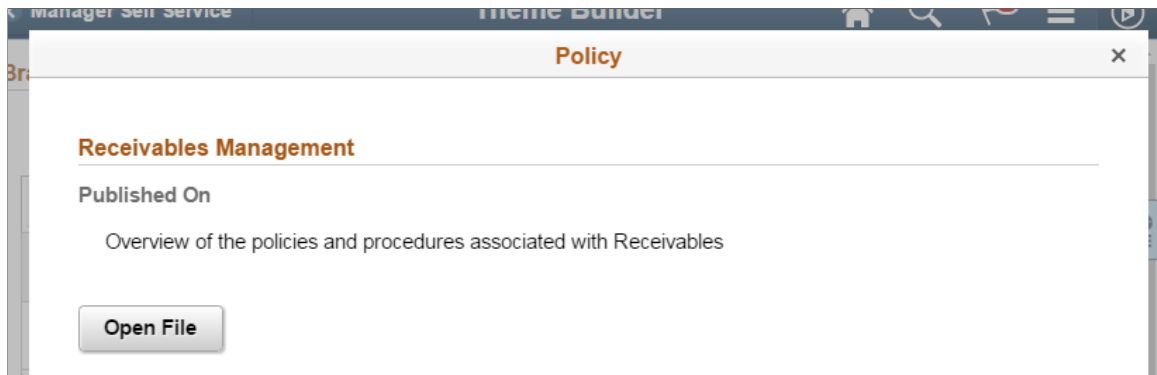 Manager Self Service
Theme Builder
Policy
Bra
Receivables Management
Published On
Overview of the policies and procedures associated with Receivables
Open File